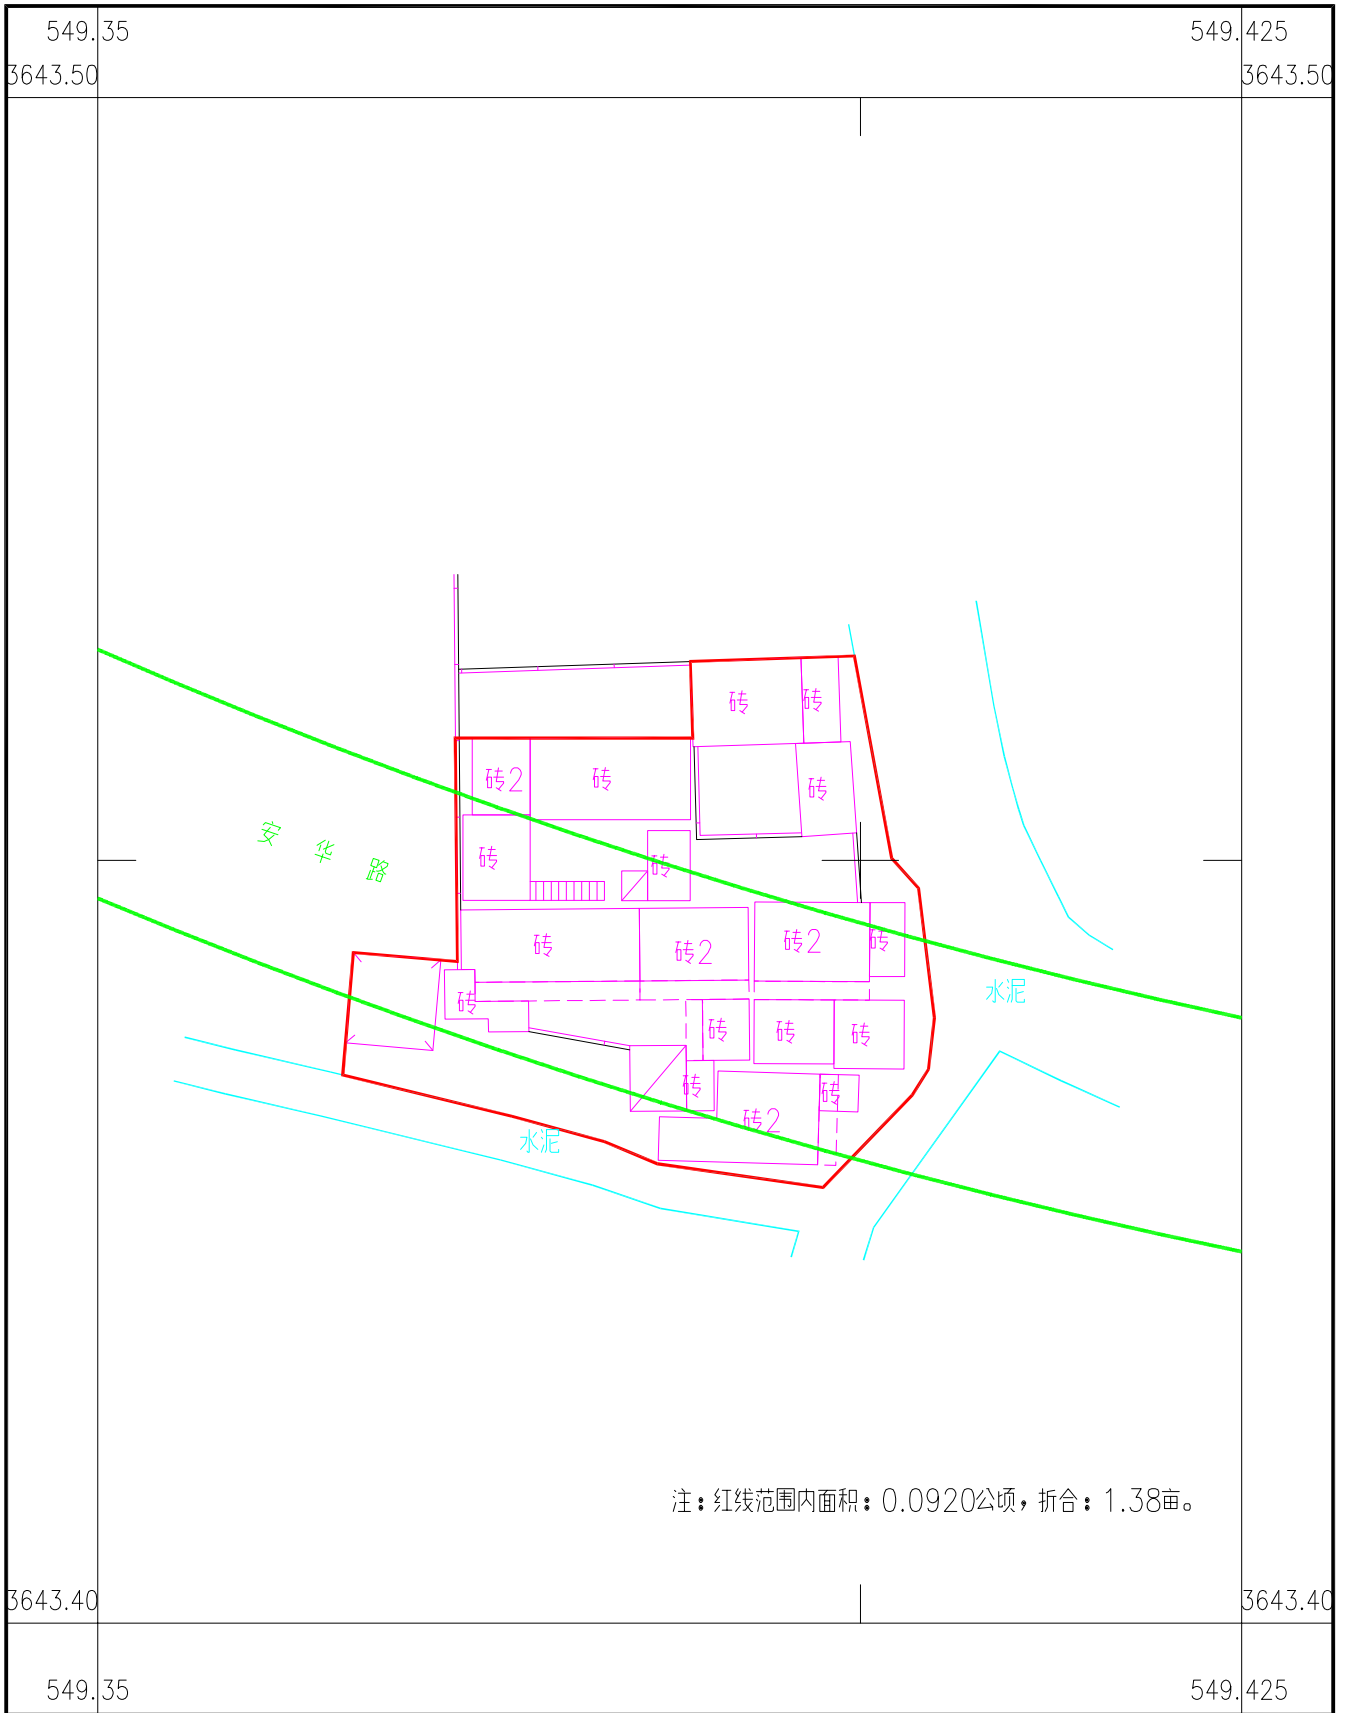 549.35 549.425
3643.50 3643.50
砖 砖
砖2 砖 砖
安华路
砖 砖
砖 砖2 砖2 砖
水泥
砖 砖 砖 砖
砖 砖
砖2
水泥
注：红线范围内面积：0.0920公顷，折合：1.38亩。
3643.40 3643.40
549.35 549.425